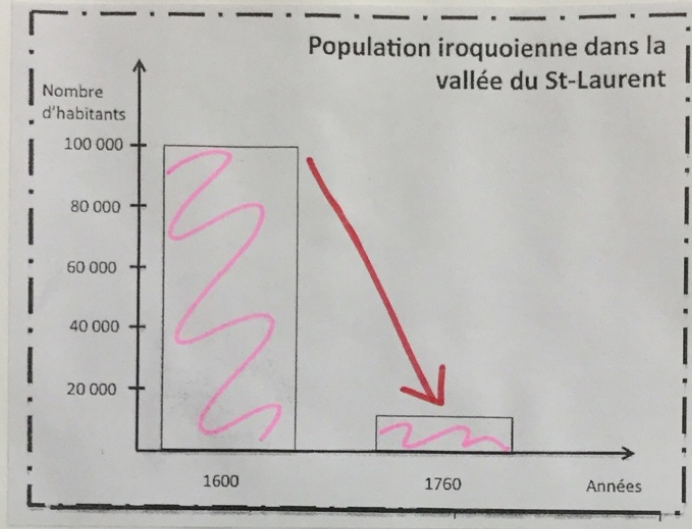 Population iroquoienne dans la
vallée du St-Laurent
Nombre
d'habitants
100 000
80 000
60 000
40 000
20 000
1600
1760
Années